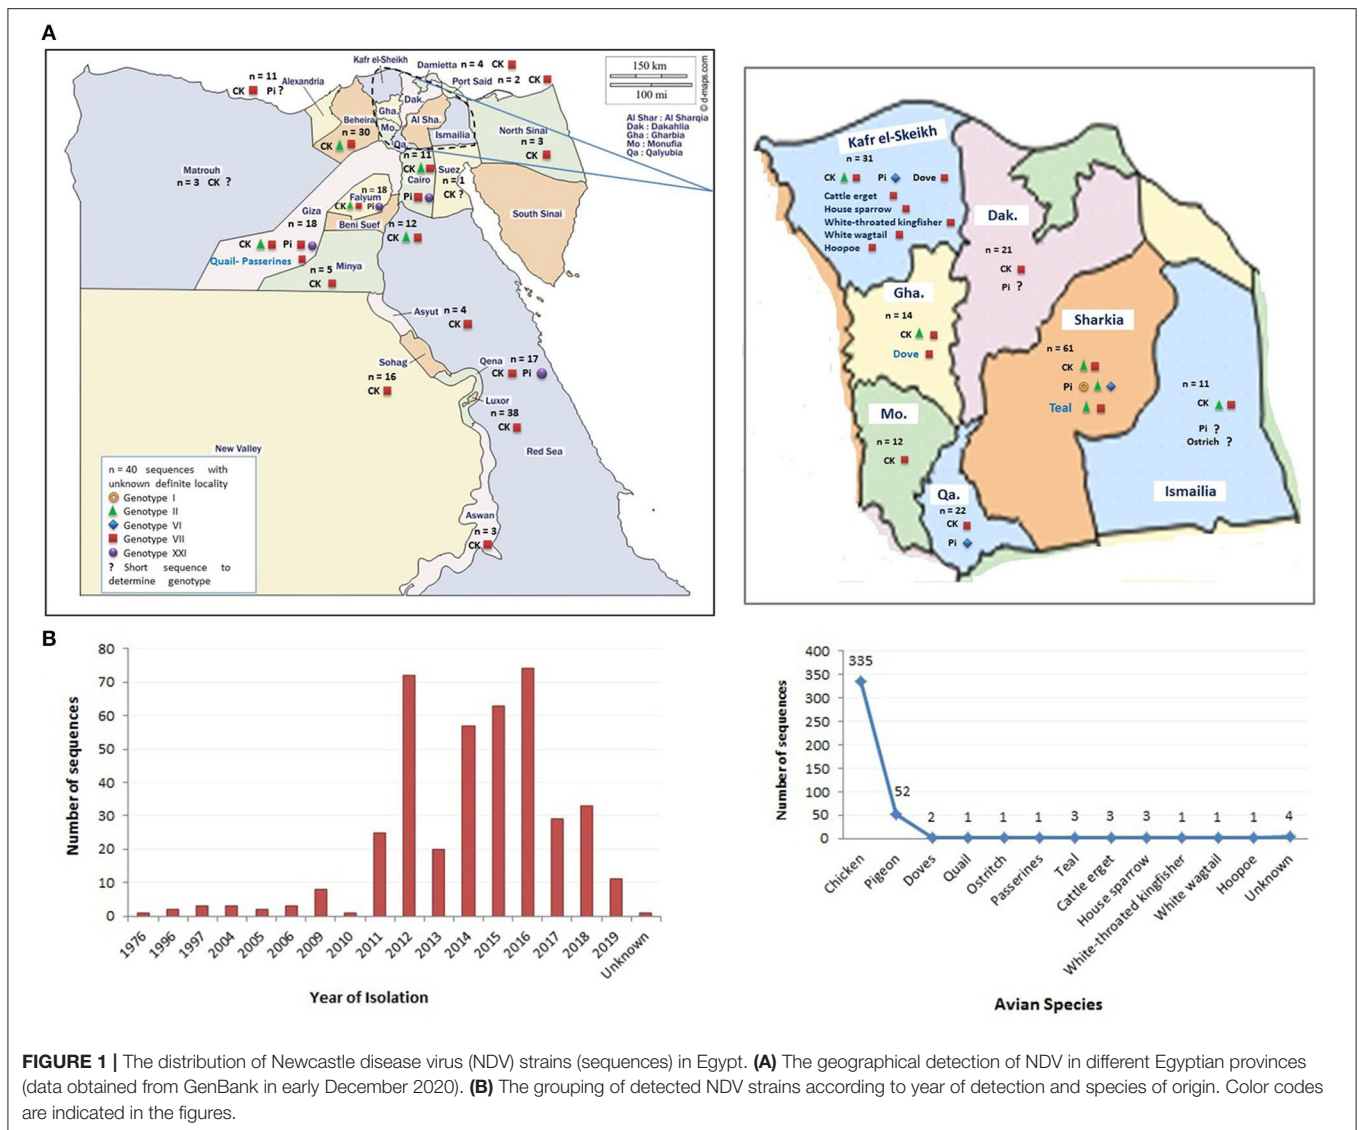 A
Kafr el-Sheikh
Damietta n = 4 CK
Port Said n = 2 CK
n = 11
CK Pi ?
Alexandria
150 km
100 mi
© d-maps.com
Al Shar : Al Sharqia
Dak : Dakahlia
Gha : Gharbia
Mo : Monufia
Qa : Qalyubia
Dak.
Gha.
Al Sha.
Beheira
n = 30
CK
Mo.
Qa.
Ismailia
North Sinai
n = 3
CK
n = 11
CK
Cairo
Pi
Suez
n = 1
CK ?
Matrouh
n = 3 CK ?
n = 18
Faiyum
CK Pi
Giza
n = 18
CK Pi
Quail- Passerines
Beni Suef
n = 12
CK
South Sinai
n = 5
Minya
CK
Asyut n = 4
CK
Sohag
n = 16
CK
Qena n = 17
CK Pi
Luxor
n = 38
CK
New Valley
Red Sea
Aswan
n = 3
CK
n = 40 sequences with
unknown definite locality
Genotype I
Genotype II
Genotype VI
Genotype VII
Genotype XXI
? Short sequence to
determine genotype
Kafr el-Skeikh
n = 31
CK Pi Dove
Cattle erget
House sparrow
White-throated kingfisher
White wagtail
Hoopoe
Dak.
n = 21
CK
Pi ?
Gha.
n = 14
CK
Dove
Sharkia
n = 61
CK
Pi
Teal
n = 11
CK
Pi ?
Ostrich ?
Ismailia
Mo.
n = 12
CK
Qa.
n = 22
CK
Pi
B
80
70
60
50
40
30
20
10
0
Number of sequences
1976 1996 1997 2004 2005 2006 2009 2010 2011 2012 2013 2014 2015 2016 2017 2018 2019 Unknown
Year of Isolation
400
350
300
250
200
150
100
50
0
Number of sequences
335 52 2 1 1 1 3 3 3 1 1 1 4
Chicken Pigeon Doves Quail Ostritch Passerines Teal Cattle erget House sparrow White-throated kingfisher White wagtail Hoopoe Unknown
Avian Species
FIGURE 1 | The distribution of Newcastle disease virus (NDV) strains (sequences) in Egypt. (A) The geographical detection of NDV in different Egyptian provinces
(data obtained from GenBank in early December 2020). (B) The grouping of detected NDV strains according to year of detection and species of origin. Color codes
are indicated in the figures.